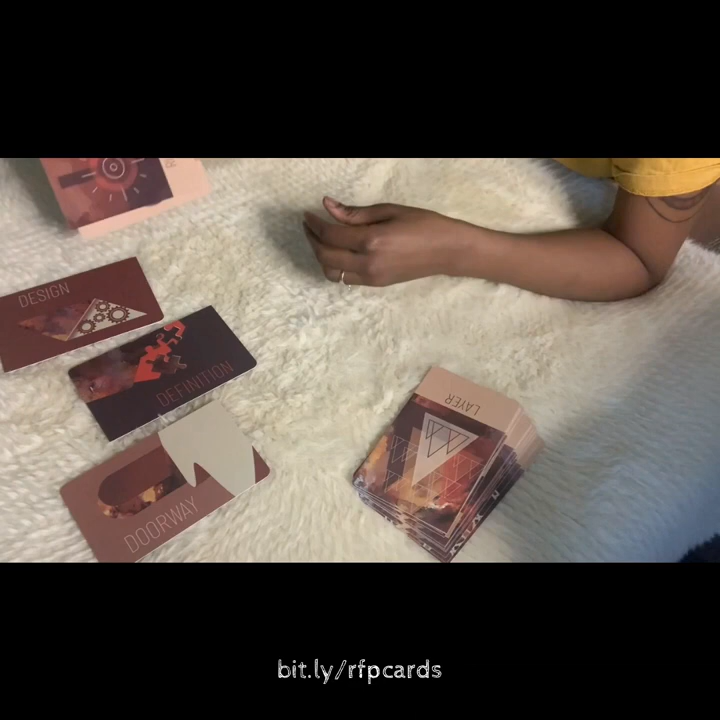 DESIGN
DEFINITION
DOORWAY
LAYER
bit.ly/rfpcards